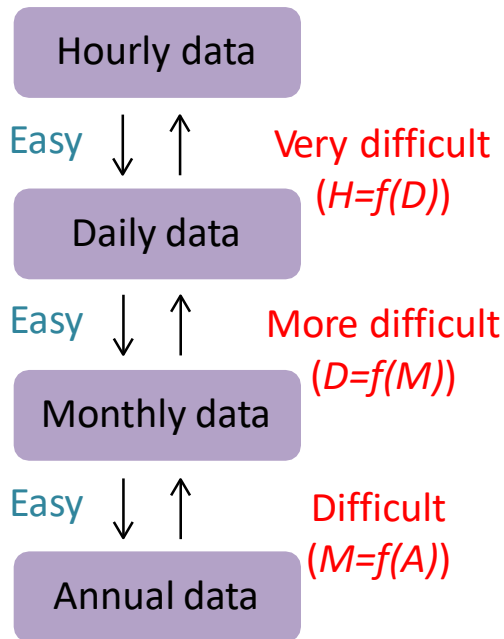 Hourly data
Easy
Very difficult
(H=f(D))
Daily data
Easy
More difficult
(D=f(M))
Monthly data
Easy
Difficult
(M=f(A))
Annual data